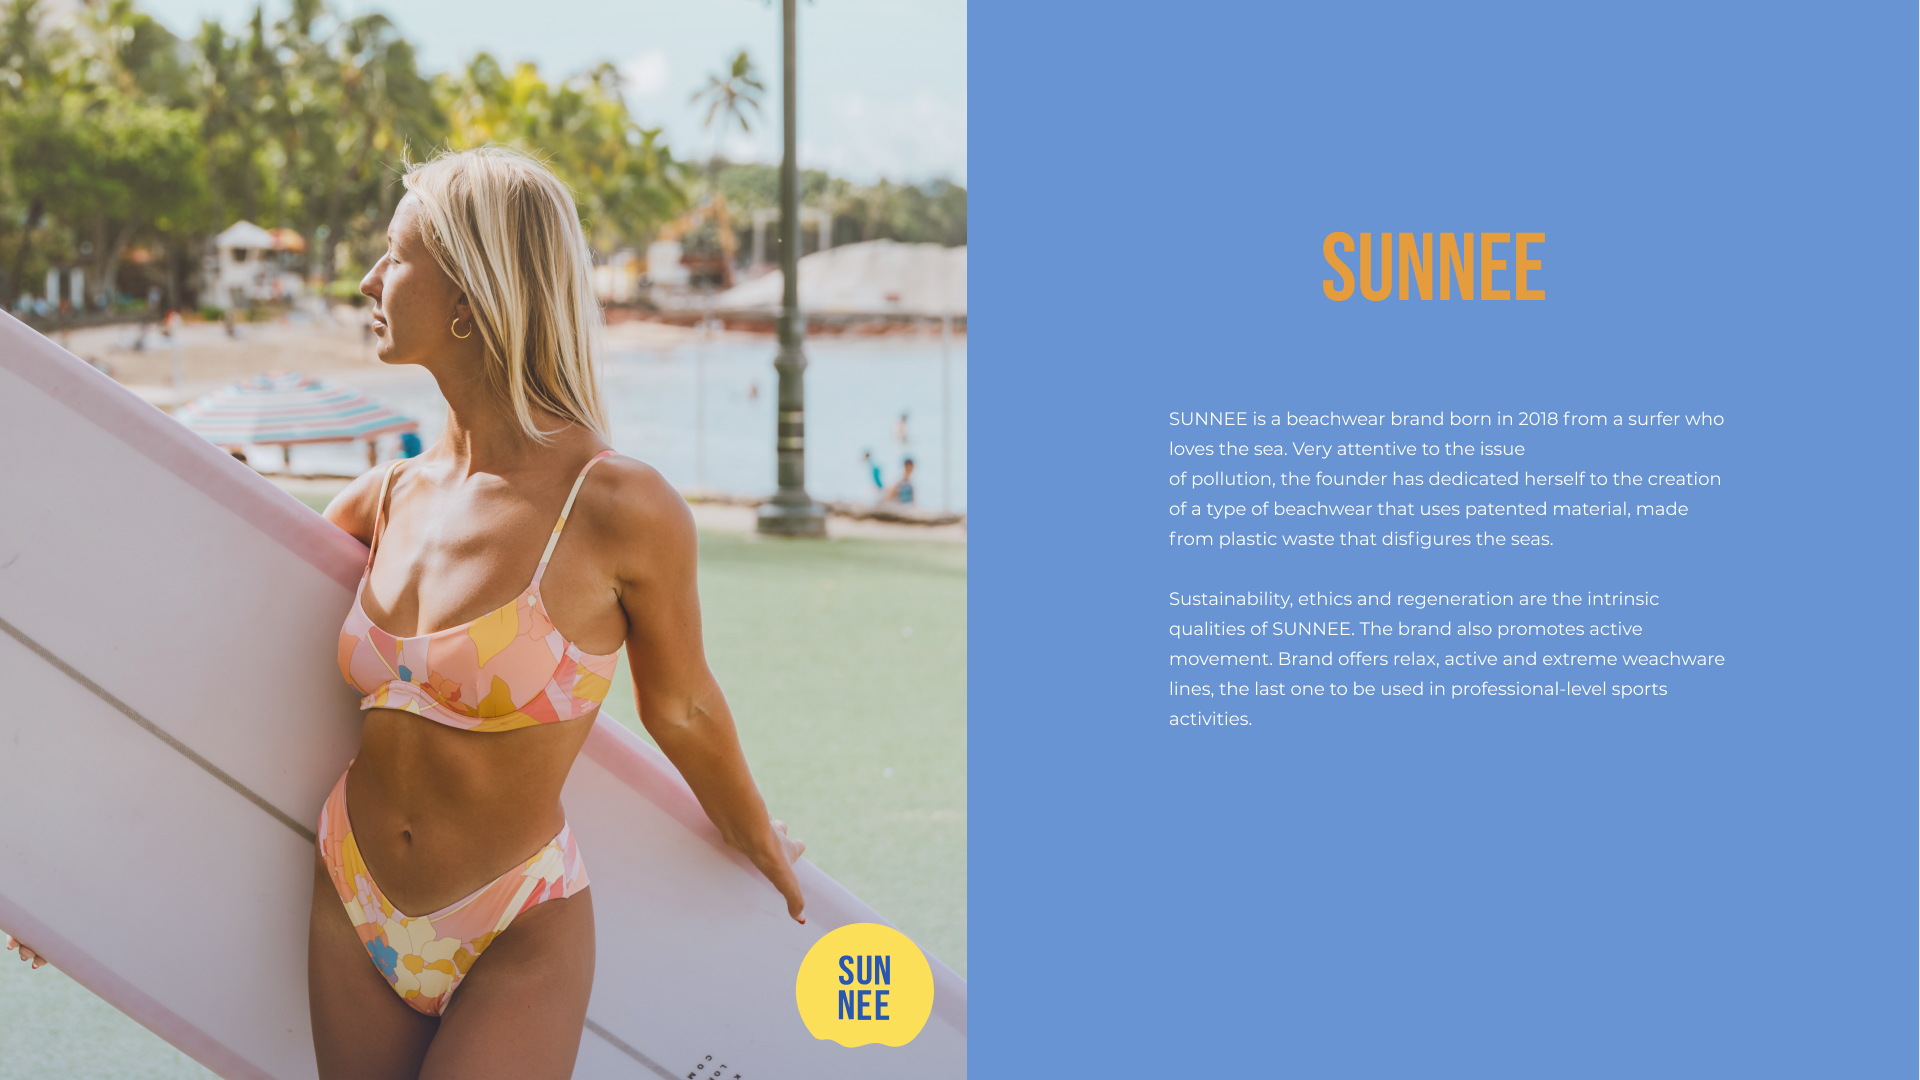 SUNNEE
SUNNEE is a beachwear brand born in 2018 from a surfer who
loves the sea. Very attentive to the issue
of pollution, the founder has dedicated herself to the creation
of a type of beachwear that uses patented material, made
from plastic waste that disfigures the seas.
Sustainability, ethics and regeneration are the intrinsic
qualities of SUNNEE. The brand also promotes active
movement. Brand offers relax, active and extreme weachware
lines, the last one to be used in professional-level sports
activities.
SUN
NEE